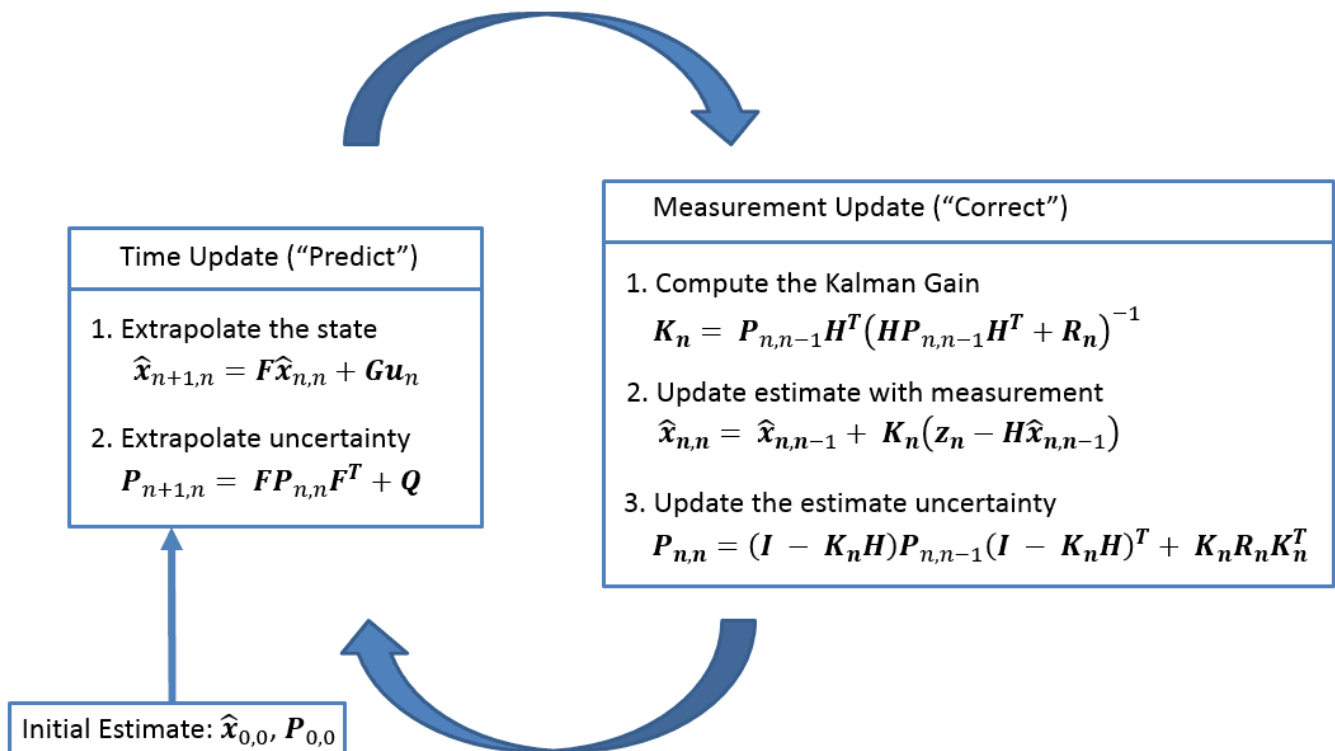 Time Update (“Predict”)
1. Extrapolate the state
x̂ₙ₊₁,ₙ = Fx̂ₙ,ₙ + Guₙ
2. Extrapolate uncertainty
Pₙ₊₁,ₙ = FPₙ,ₙFᵀ + Q
Initial Estimate: x̂₀,₀, P₀,₀
Measurement Update (“Correct”)
1. Compute the Kalman Gain
Kₙ = Pₙ,ₙ₋₁Hᵀ(HPₙ,ₙ₋₁Hᵀ + Rₙ)⁻¹
2. Update estimate with measurement
x̂ₙ,ₙ = x̂ₙ,ₙ₋₁ + Kₙ(zₙ − Hx̂ₙ,ₙ₋₁)
3. Update the estimate uncertainty
Pₙ,ₙ = (I − KₙH)Pₙ,ₙ₋₁(I − KₙH)ᵀ + KₙRₙKₙᵀ